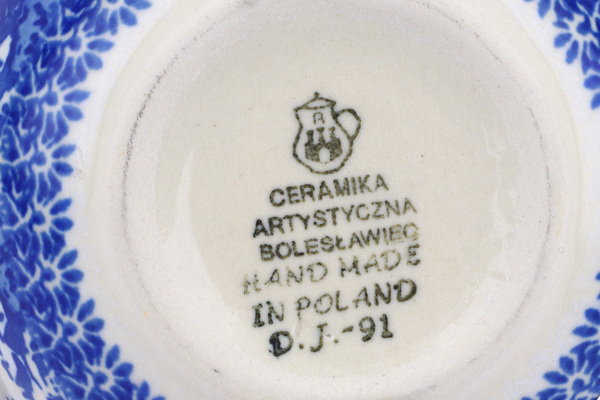 CERAMIKA
ARTYSTYCZNA
BOLESŁAWIEC
HAND MADE
IN POLAND
D.J.-91